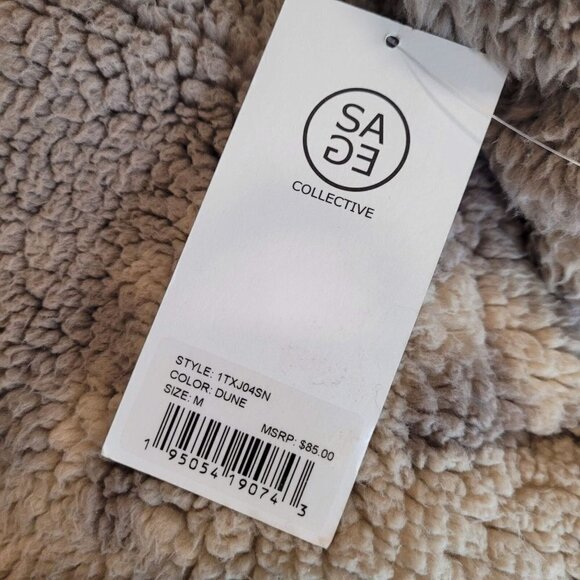 SA
GE
COLLECTIVE
STYLE: 1TXJ04SN
COLOR: DUNE
SIZE: M
MSRP: $85.00
1 95054 19074 3